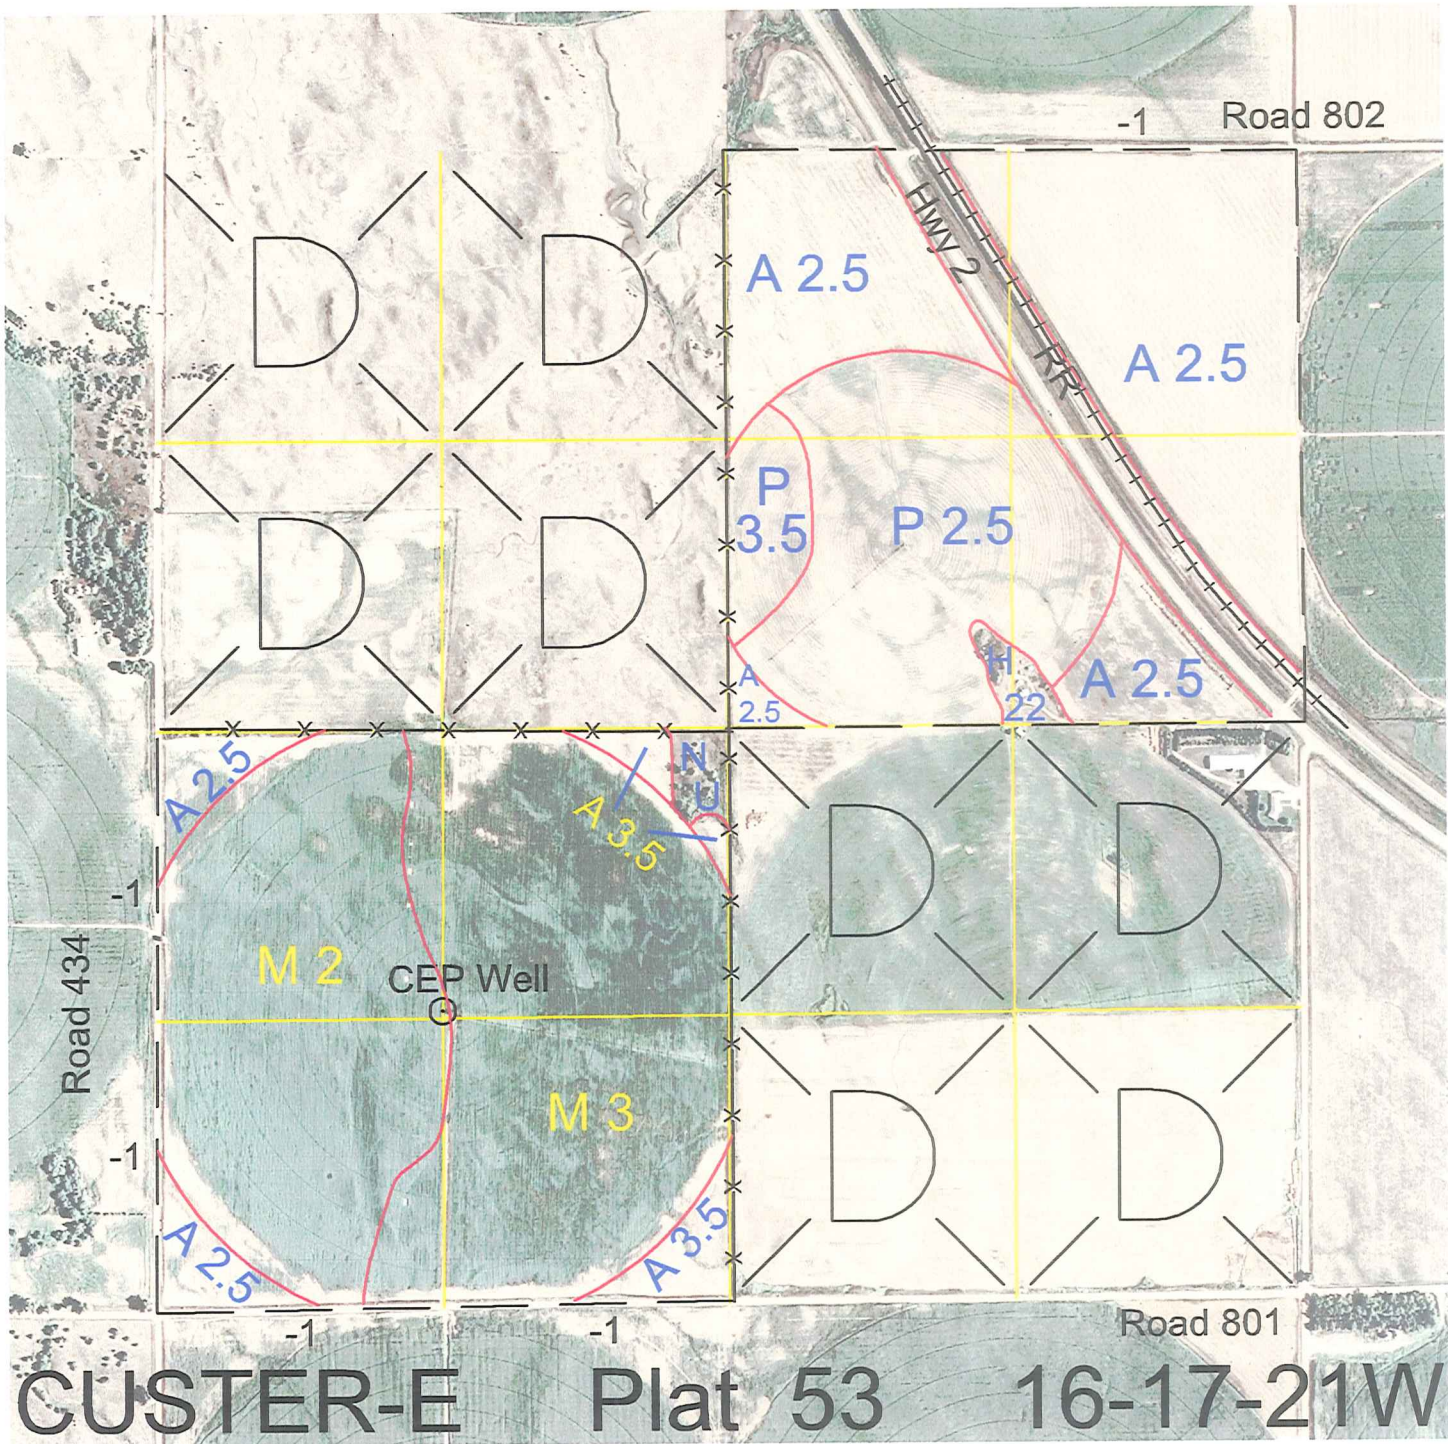 -1 Road 802
D D
Hwy 2
A 2.5
RR
A 2.5
P
3.5
P 2.5
D D
H
22
A
2.5
A 2.5
A 2.5
N
U
A 3.5
D D
-1
Road 434
M 2
CEP Well
M 3
D D
-1
A 2.5
A 3.5
-1 -1 Road 801
CUSTER-E Plat 53 16-17-21W